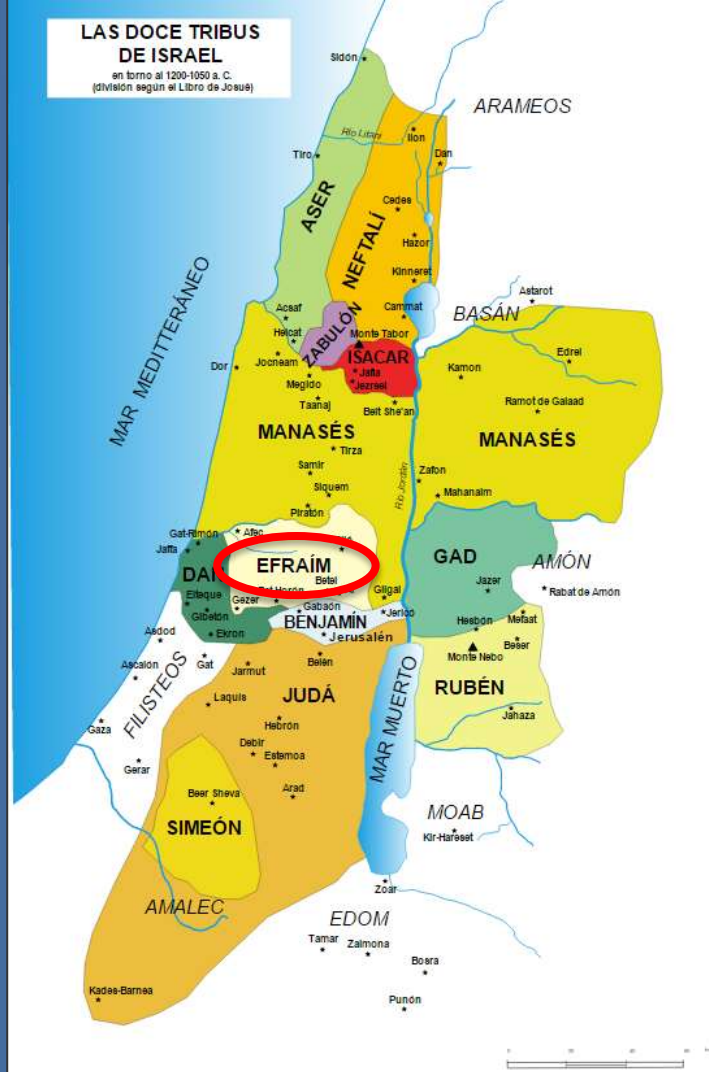 LAS DOCE TRIBUS
DE ISRAEL
en torno al 1200-1050 a. C.
(división según el Libro de Josué)
Sidón
ARAMEOS
Río Litani
Ilon
Tiro
Dan
ASER
Cedes
NEFTALÍ
Hazor
Kinneret
MAR MEDITTERÁNEO
Astarot
Acsaf
Cammat
BASÁN
Helcat
ZABULÓN
Monte Tabor
Edrei
Dor
Jocneam
ISACAR
Jafia
Kamon
Megido
Jezreel
Taanaj
Beit She'an
Ramot de Galaad
MANASÉS
MANASÉS
Tirza
Samir
Río Jordán
Zafon
Siquem
Mahanaim
Piratón
Gat-Rimón
Afec
Jaffa
EFRAÍM
GAD
AMÓN
DAN
Betel
Jazer
Rabat de Amón
Elteque
Gilgal
Gezer
Gabaón
Jericó
Gibetón
BENJAMÍN
Hesbón
Mefaat
Asdod
Ekron
Jerusalén
Beser
Ascalón
Gat
Belén
Monte Nebo
Jarmut
FILISTEOS
JUDÁ
RUBÉN
Laquis
MAR MUERTO
Gaza
Hebrón
Jahaza
Debir
Gerar
Estemoa
Beer Sheva
Arad
MOAB
SIMEÓN
Kir-Hareset
Zoar
AMALEC
EDOM
Tamar
Zalmona
Bosra
Kades-Barnea
Punón